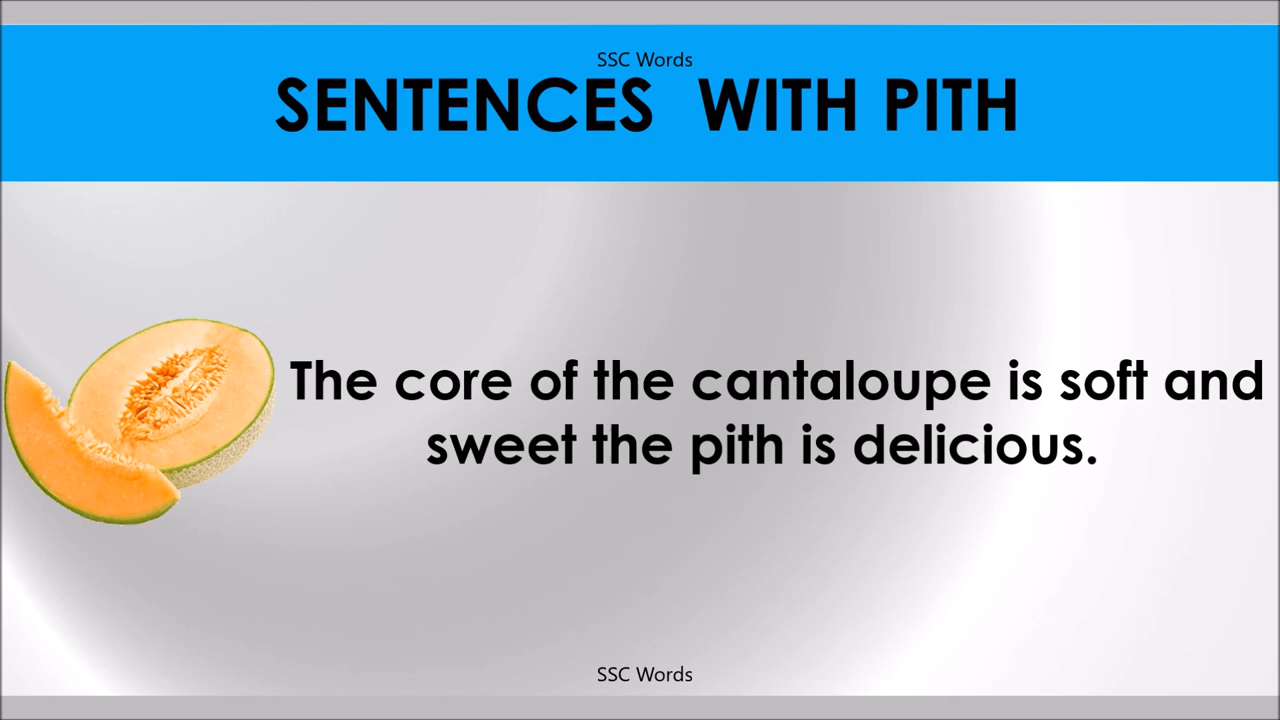 SSC Words
SENTENCES WITH PITH
The core of the cantaloupe is soft and
sweet the pith is delicious.
SSC Words